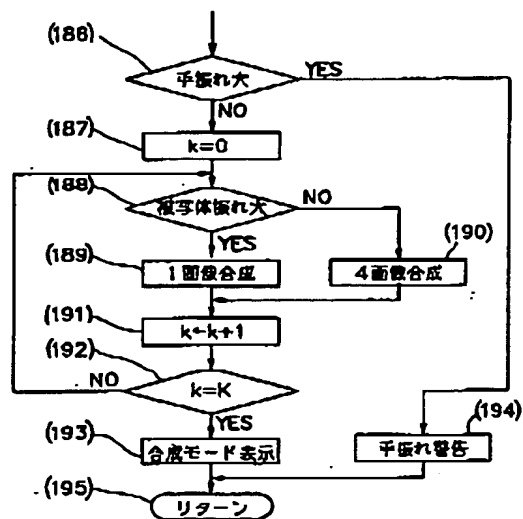 (186)
手振れ大
YES
NO
(187)
k=0
(188)
被写体振れ大
NO
YES
(189)
1画像合成
(190)
4画像合成
(191)
k←k+1
(192)
k=K
NO
YES
(193)
合成モード表示
(194)
手振れ警告
(195)
リターン